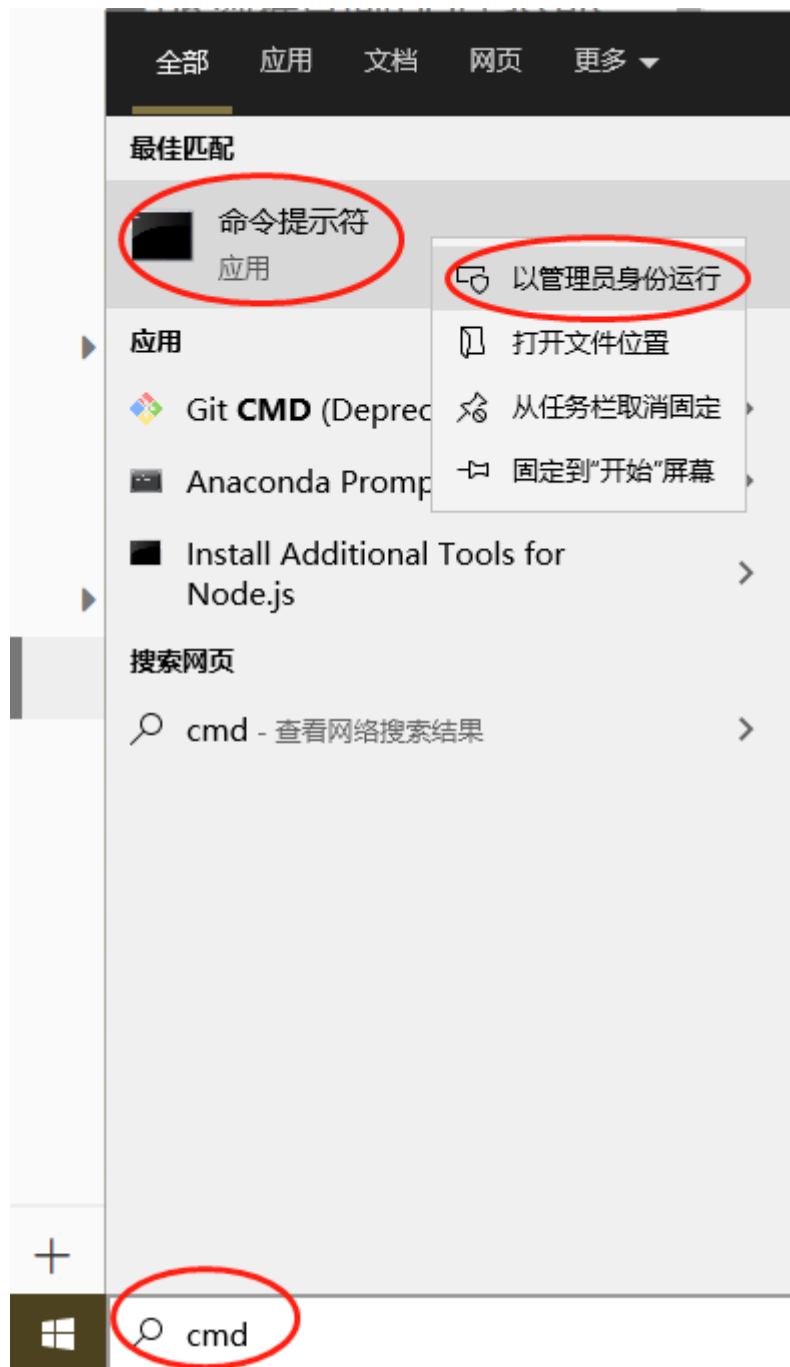 全部 应用 文档 网页 更多
最佳匹配
命令提示符
应用
以管理员身份运行
应用
打开文件位置
Git CMD (Deprec
从任务栏取消固定
Anaconda Promp
固定到"开始"屏幕
Install Additional Tools for
Node.js
搜索网页
cmd - 查看网络搜索结果
cmd